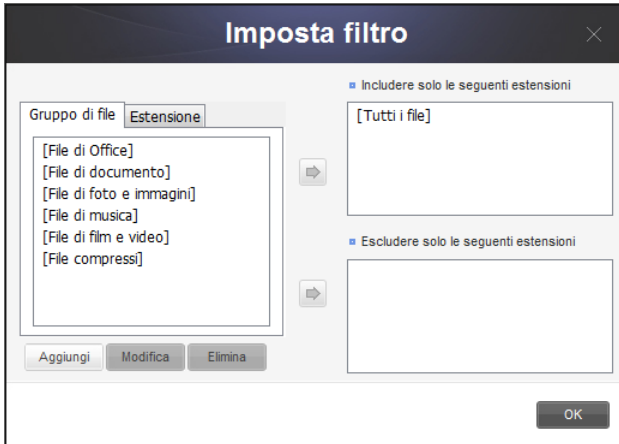 Imposta filtro
Gruppo di file
Estensione
[File di Office]
[File di documento]
[File di foto e immagini]
[File di musica]
[File di film e video]
[File compressi]
Aggiungi
Modifica
Elimina
Includere solo le seguenti estensioni
[Tutti i file]
Escludere solo le seguenti estensioni
OK